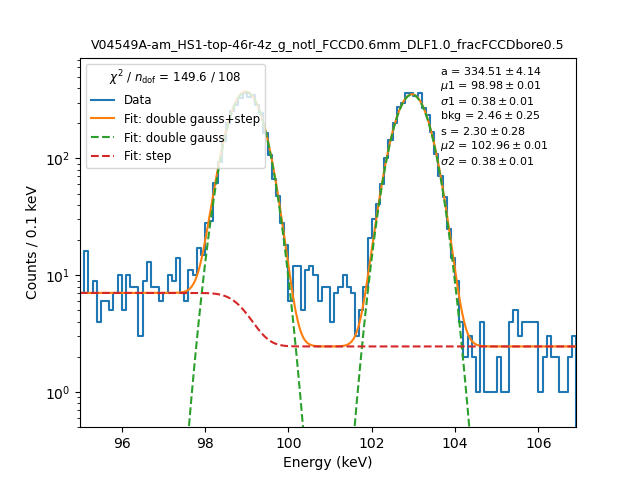 V04549A-am_HS1-top-46r-4z_g_notl_FCCD0.6mm_DLF1.0_fracFCCDbore0.5
χ² / n_dof = 149.6 / 108
Data
Fit: double gauss+step
Fit: double gauss
Fit: step
a = 334.51 ± 4.14
μ1 = 98.98 ± 0.01
σ1 = 0.38 ± 0.01
bkg = 2.46 ± 0.25
s = 2.30 ± 0.28
μ2 = 102.96 ± 0.01
σ2 = 0.38 ± 0.01
Counts / 0.1 keV
10²
10¹
10⁰
96 98 100 102 104 106
Energy (keV)